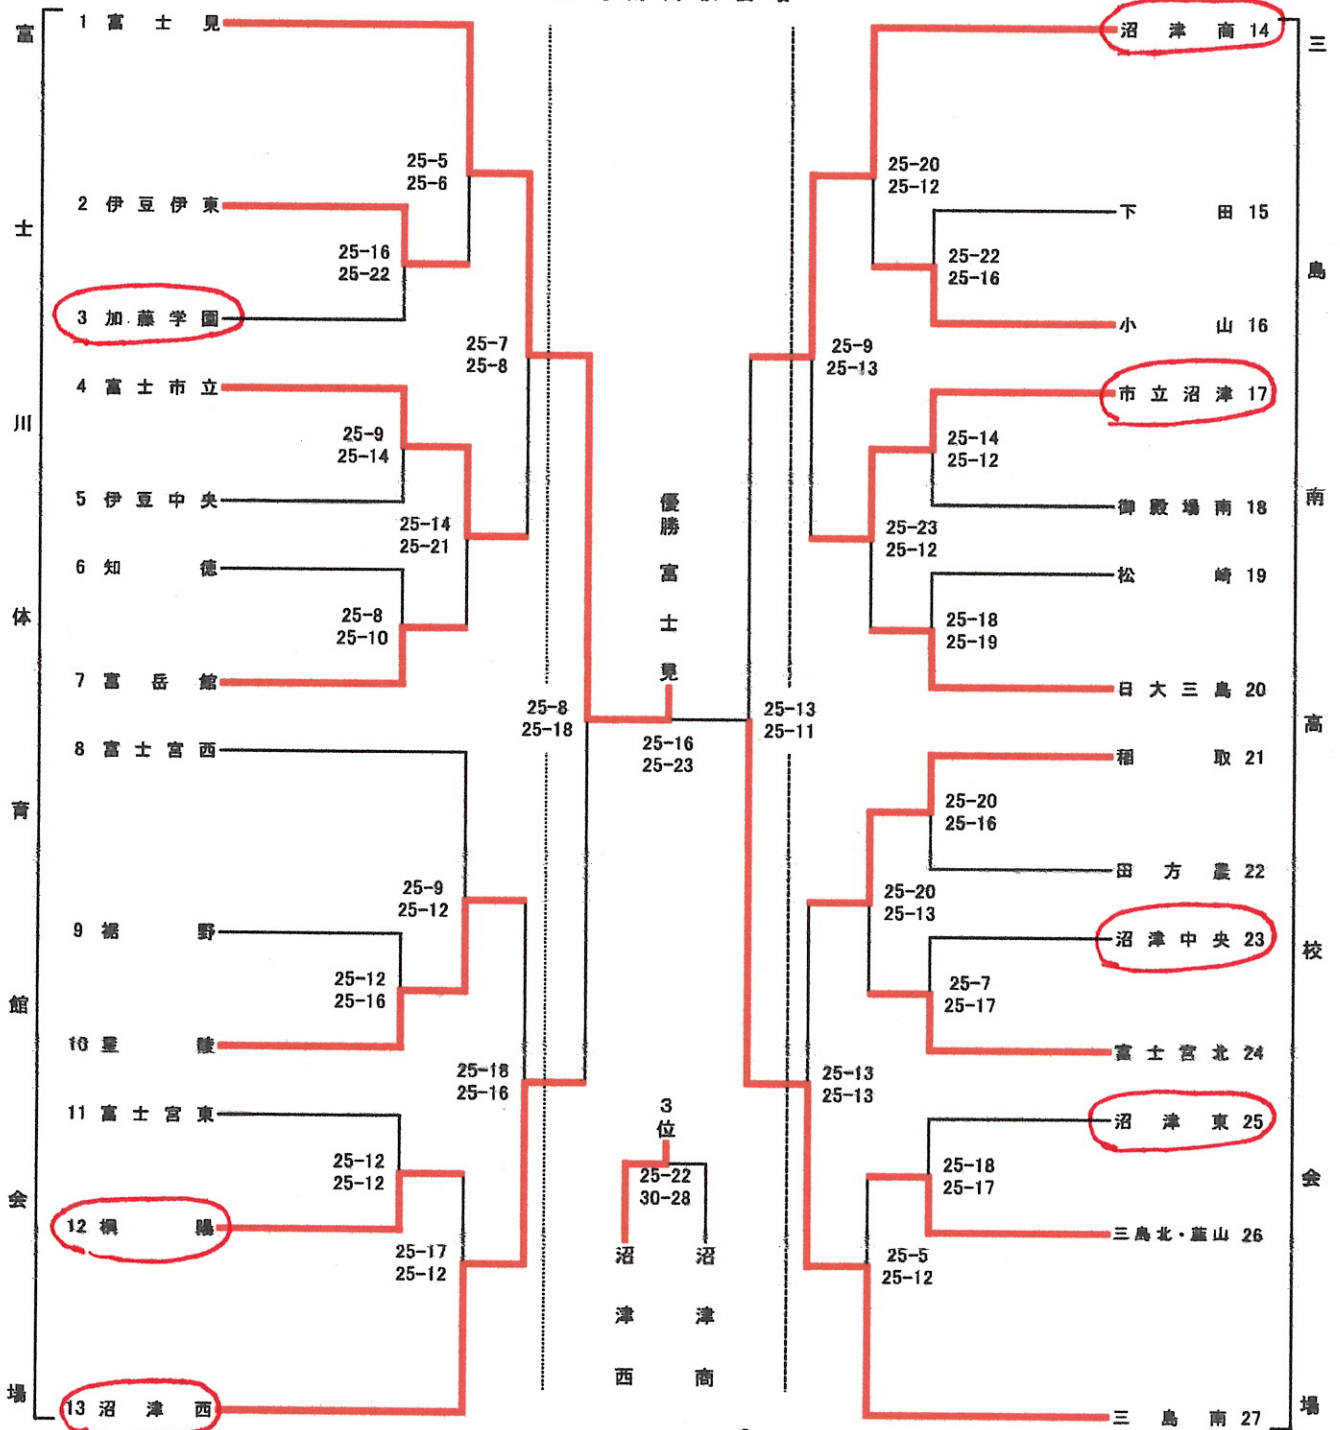 富士川体育館会場
1 富士見
25-5
25-6
2 伊豆伊東
25-16
25-22
3 加藤学園
25-7
25-8
4 富士市立
25-9
25-14
5 伊豆中央
25-14
25-21
6 知徳
25-8
25-10
7 富岳館
25-8
25-18
8 富士宮西
25-9
25-12
9 裾野
25-12
25-16
10 星陵
25-18
25-16
11 富士宮東
25-12
25-12
12 桐陽
25-17
25-12
13 沼津西
優勝 富士見
25-16
25-23
3位
25-22
30-28
沼津西
沼津商
三島南高校会場
沼津商 14
25-20
25-12
下田 15
25-22
25-16
小山 16
25-9
25-13
市立沼津 17
25-14
25-12
御殿場南 18
25-23
25-12
松崎 19
25-18
25-19
日大三島 20
25-13
25-11
稲取 21
25-20
25-16
田方農 22
25-20
25-13
沼津中央 23
25-7
25-17
富士宮北 24
25-13
25-13
沼津東 25
25-18
25-17
三島北・韮山 26
25-5
25-12
三島南 27